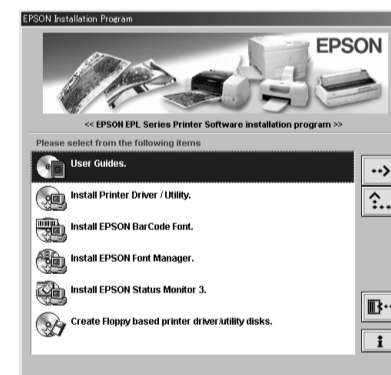 EPSON Installation Program
EPSON
<< EPSON EPL Series Printer Software installation program >>
Please select from the following items
User Guides.
Install Printer Driver / Utility.
Install EPSON BarCode Font.
Install EPSON Font Manager.
Install EPSON Status Monitor 3.
Create Floppy based printer driver/utility disks.
i